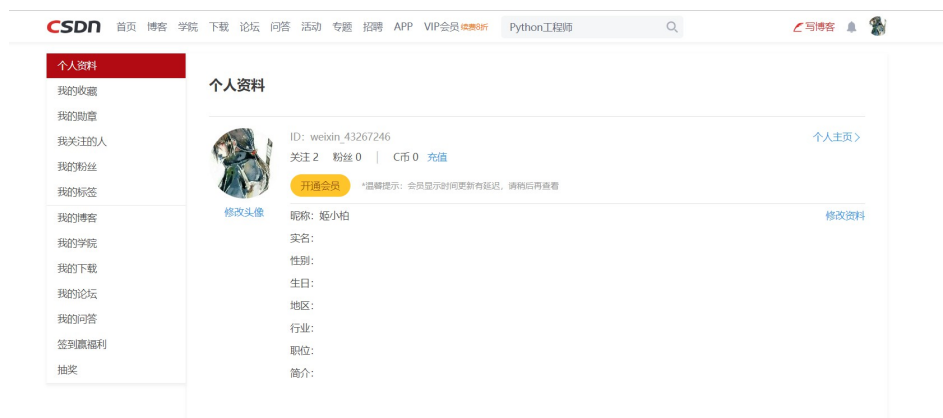 CSDN 首页 博客 学院 下载 论坛 问答 活动 专题 招聘 APP VIP会员 续费8折 Python工程师 写博客
个人资料
我的收藏
我的勋章
我关注的人
我的粉丝
我的标签
我的博客
我的学院
我的下载
我的论坛
我的问答
签到赢福利
抽奖
个人资料
ID: weixin_43267246 个人主页
关注 2 粉丝 0 C币 0 充值
开通会员 *温馨提示：会员显示时间更新有延迟，请稍后再查看
修改头像
昵称：姬小柏 修改资料
实名：
性别：
生日：
地区：
行业：
职位：
简介：